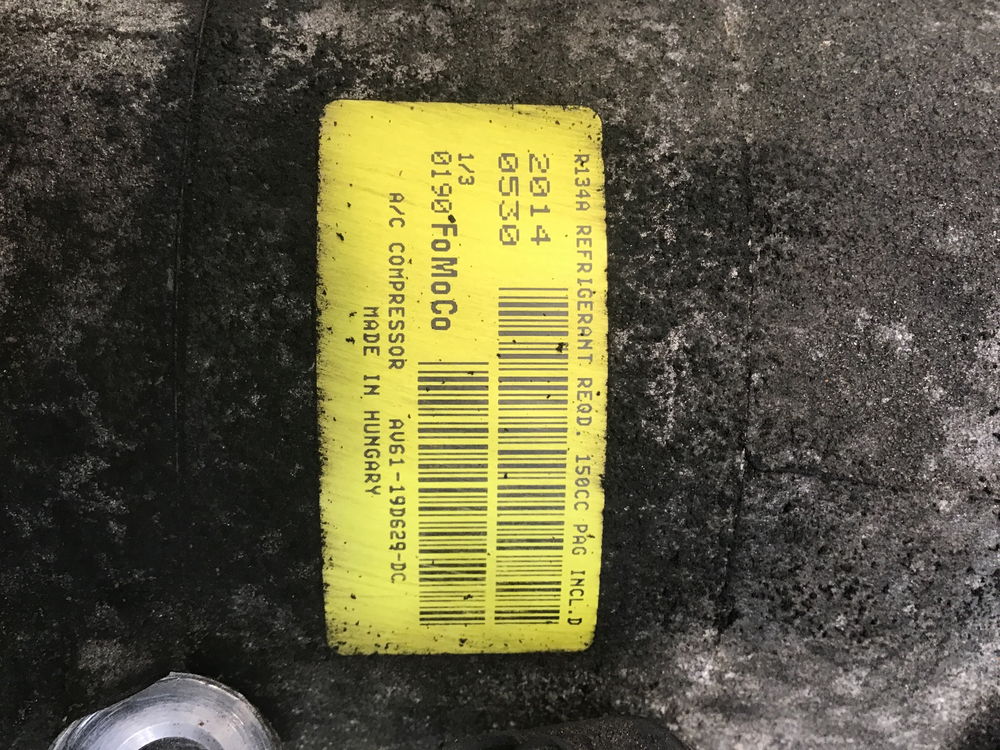 R134A REFRIGERANT REQD. 150CC PAG INCL.D
2014
0530
1/3
0190 FoMoCo
A/C COMPRESSOR AV61-19D629-DC
MADE IN HUNGARY